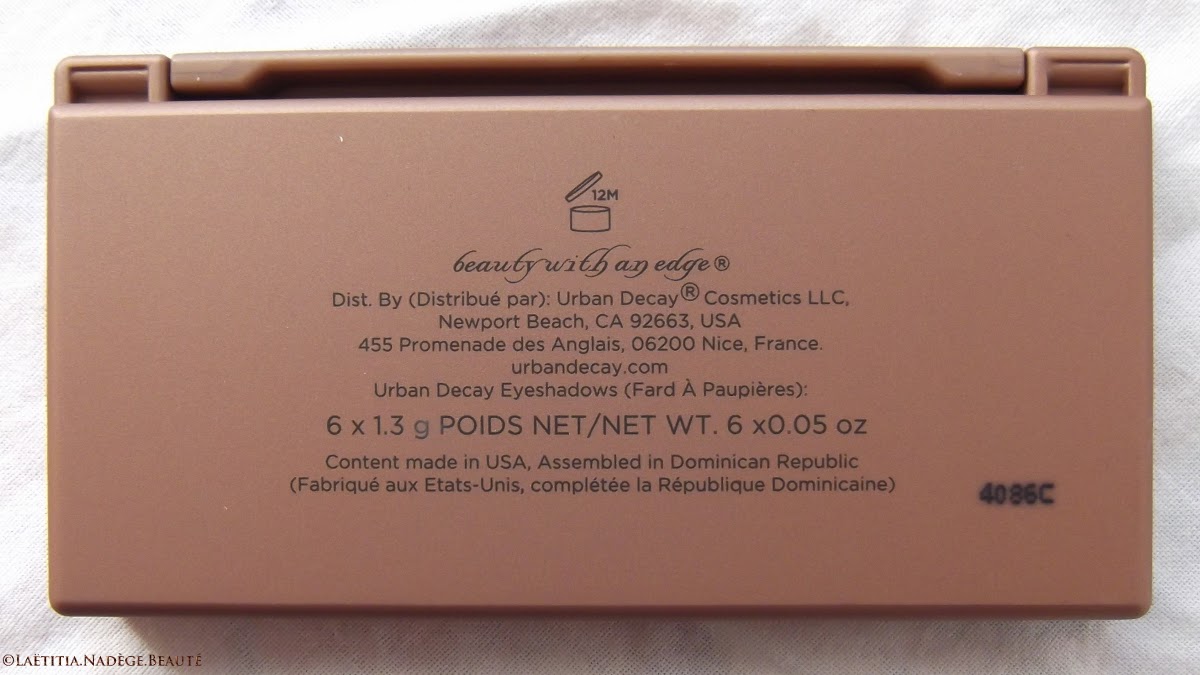 12M
beauty with an edge®
Dist. By (Distribué par): Urban Decay® Cosmetics LLC,
Newport Beach, CA 92663, USA
455 Promenade des Anglais, 06200 Nice, France.
urbandecay.com
Urban Decay Eyeshadows (Fard À Paupières):
6 x 1.3 g POIDS NET/NET WT. 6 x0.05 oz
Content made in USA, Assembled in Dominican Republic
(Fabriqué aux Etats-Unis, complétée la République Dominicaine)
4086C
©Laëtitia.Nadège.Beauté